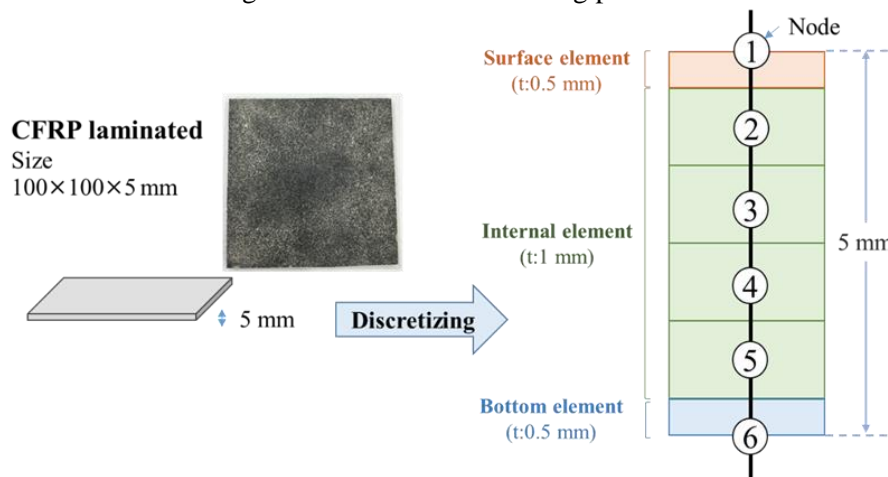 Node
1
Surface element
(t:0.5 mm)
CFRP laminated
Size
100×100×5 mm
2
3
Internal element
(t:1 mm)
5 mm
4
5 mm
Discretizing
5
Bottom element
(t:0.5 mm)
6